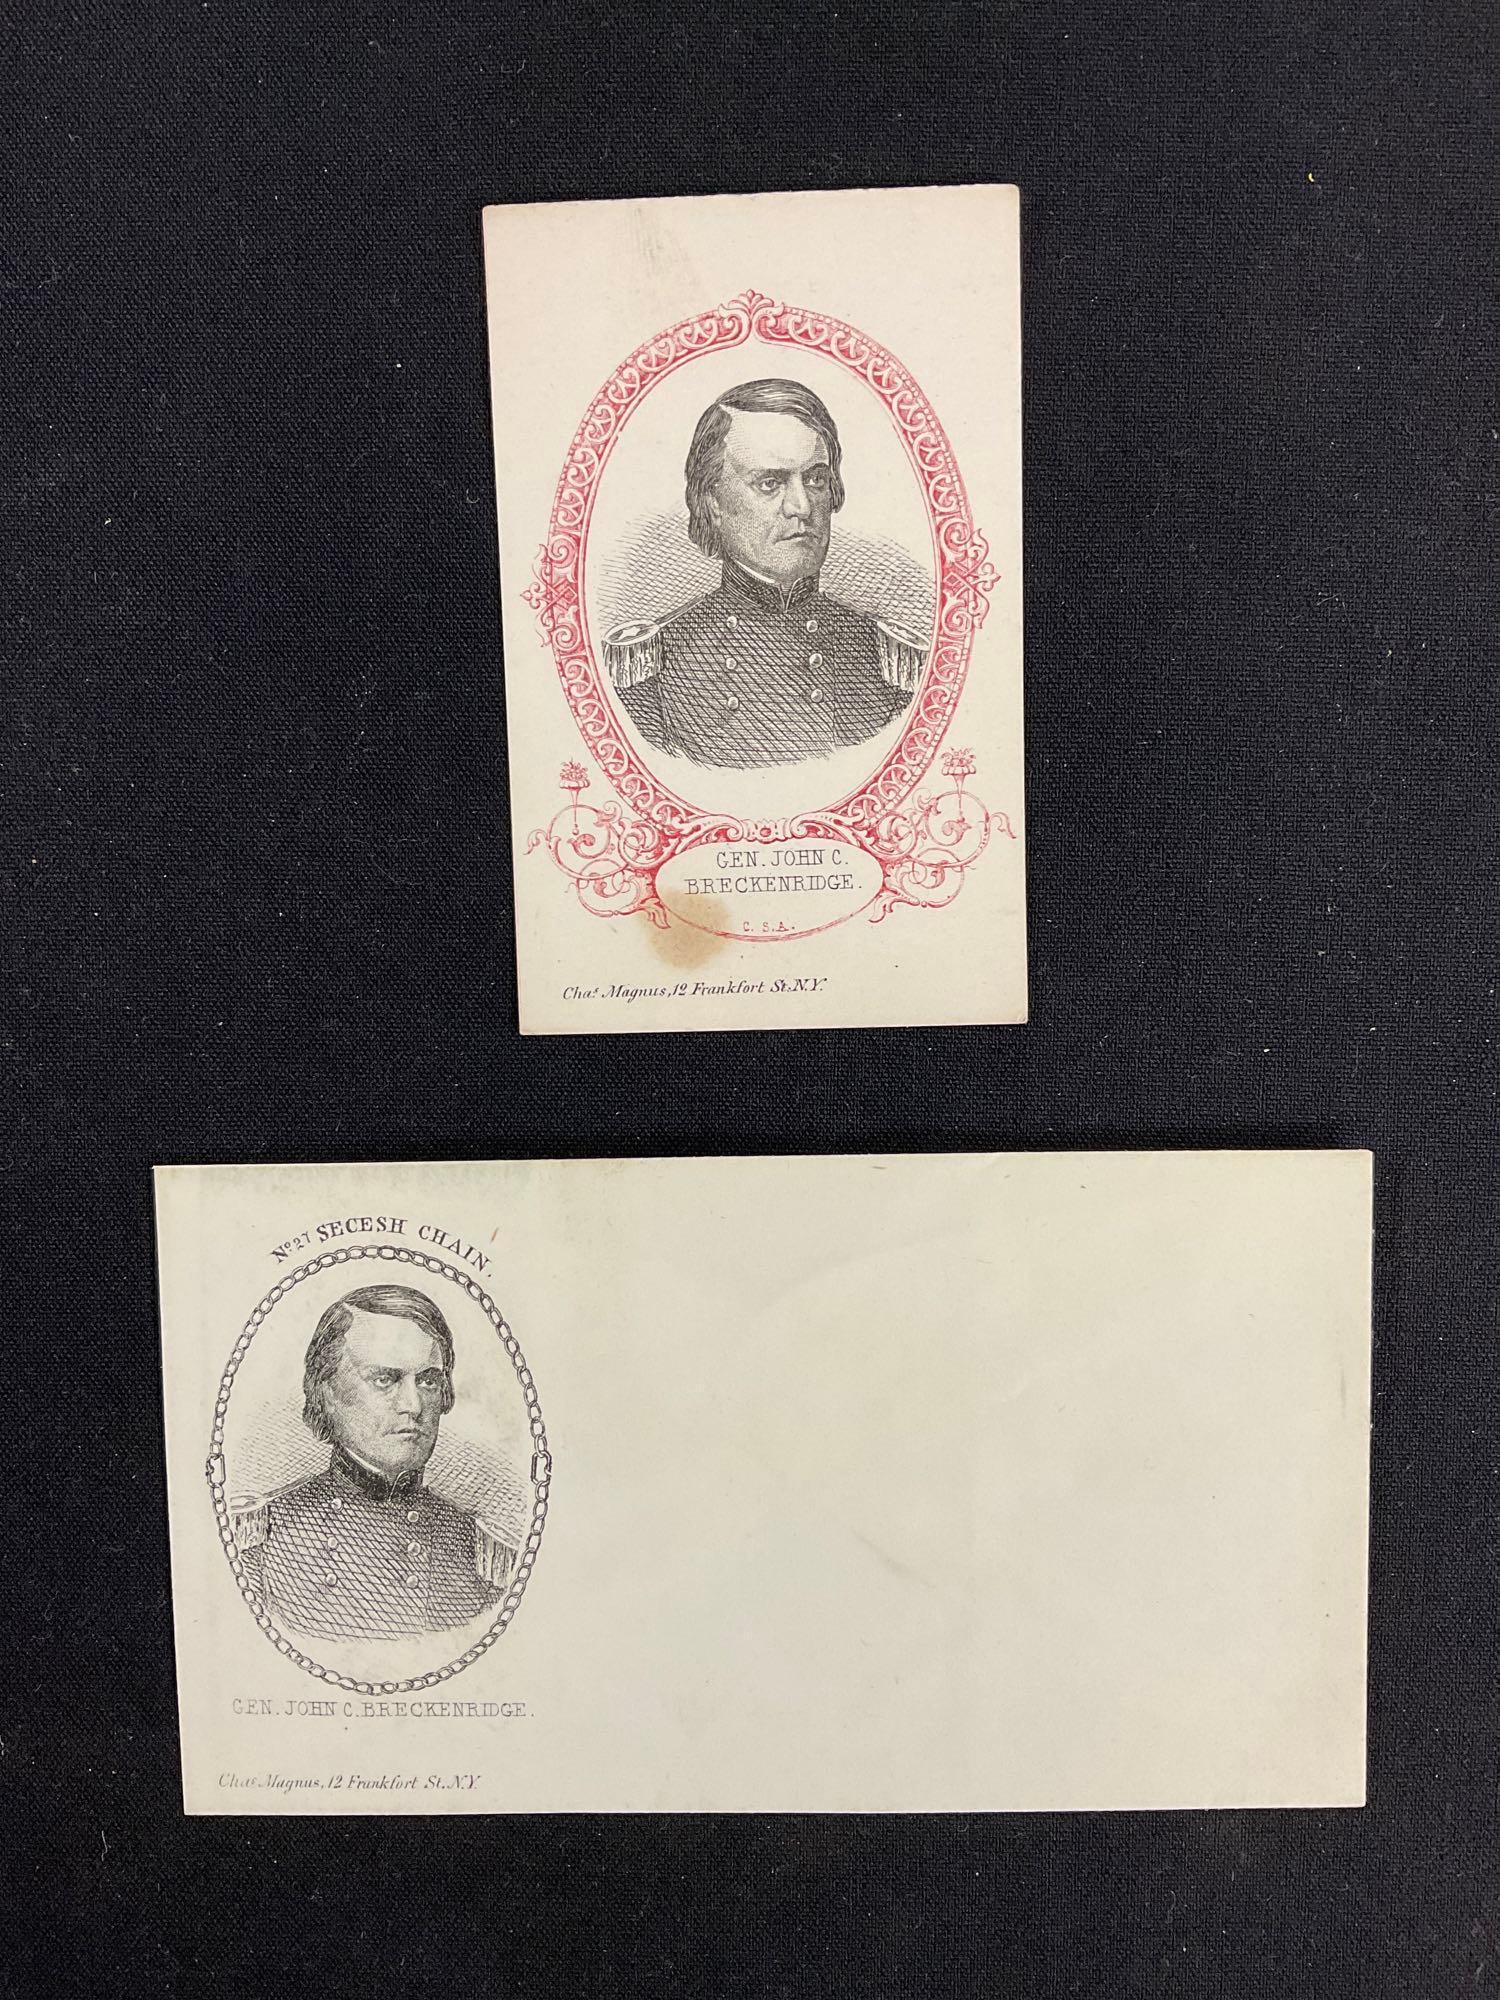 GEN. JOHN C.
BRECKENRIDGE.
C. S. A.
Chas Magnus, 12 Frankfort St. N.Y.
No 27 SECESH CHAIN.
GEN. JOHN C. BRECKENRIDGE.
Chas Magnus, 12 Frankfort St. N.Y.